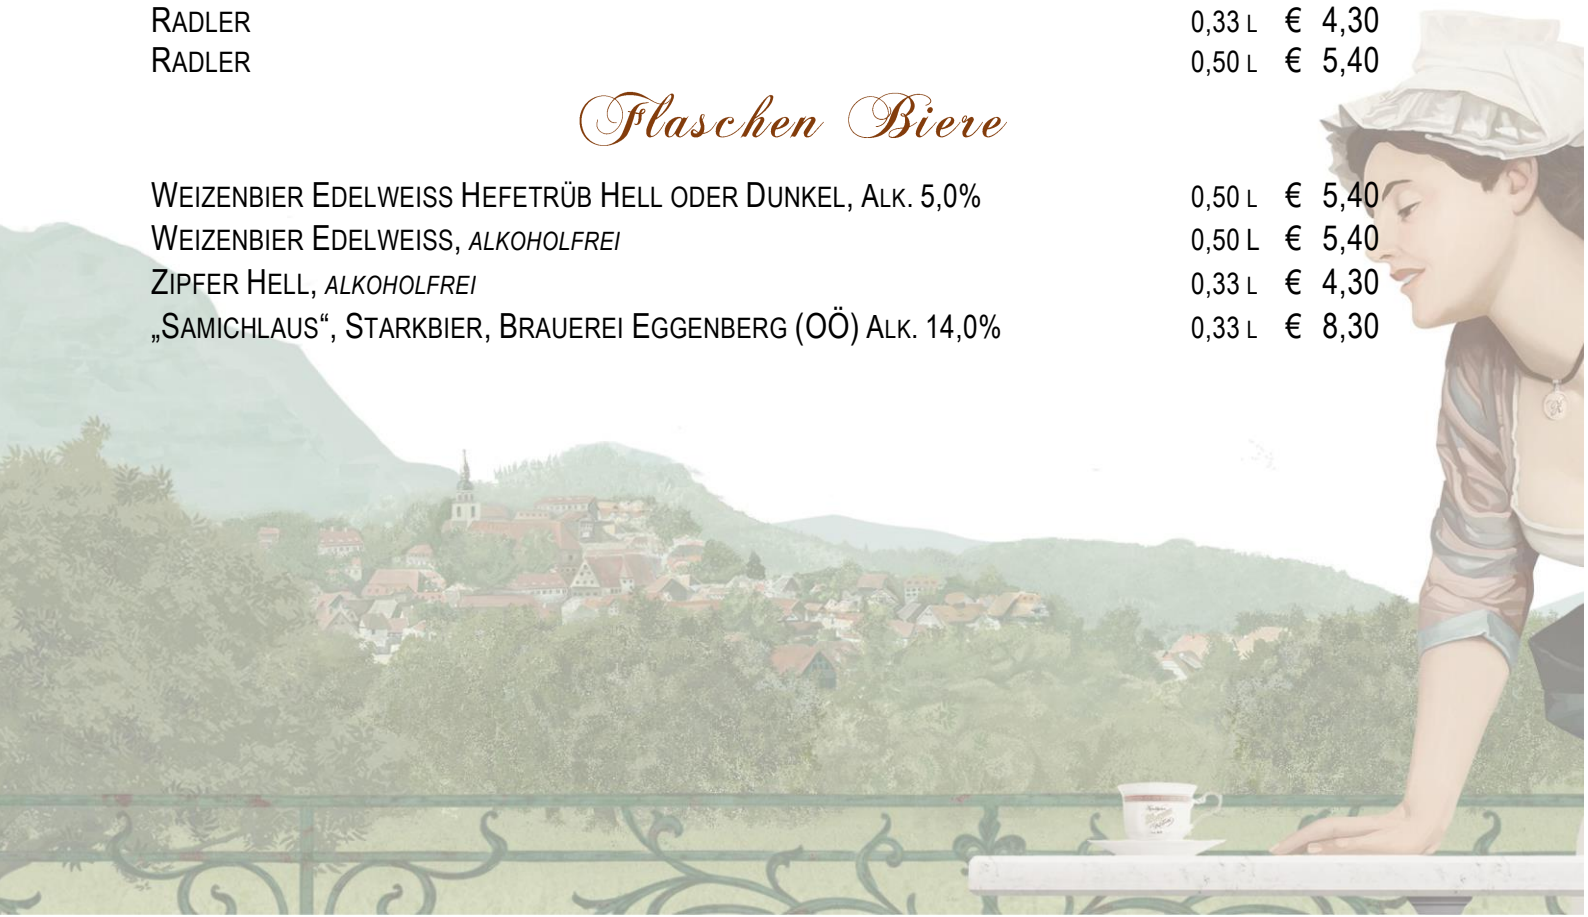 RADLER 0,33 L € 4,30
RADLER 0,50 L € 5,40
Flaschen Biere
WEIZENBIER EDELWEISS HEFETRÜB HELL ODER DUNKEL, ALK. 5,0% 0,50 L € 5,40
WEIZENBIER EDELWEISS, ALKOHOLFREI 0,50 L € 5,40
ZIPFER HELL, ALKOHOLFREI 0,33 L € 4,30
„SAMICHLAUS“, STARKBIER, BRAUEREI EGGENBERG (OÖ) ALK. 14,0% 0,33 L € 8,30